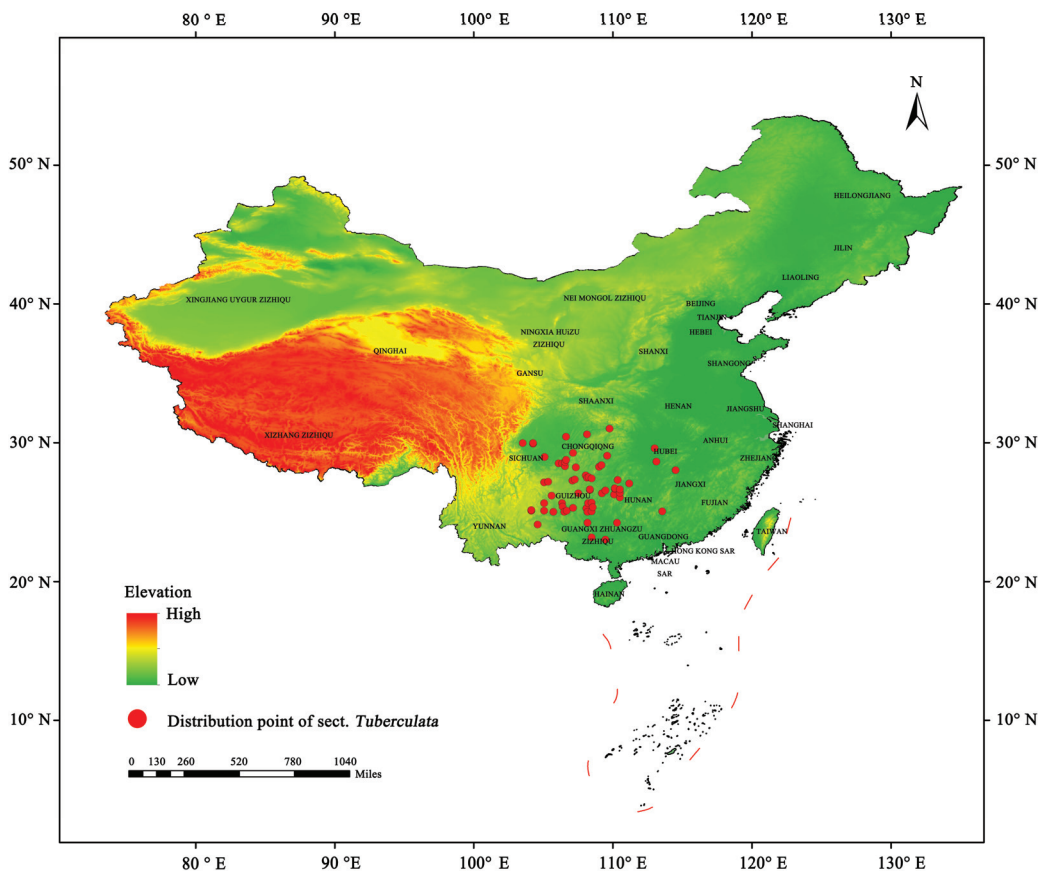 80° E 90° E 100° E 110° E 120° E 130° E
N
50° N 50° N
HEILONGJIANG
JILIN
LIAOLING
XINGJIANG UYGUR ZIZHIQU
NEI MONGOL ZIZHIQU
BEIJING
40° N 40° N
TIANJIN
HEBEI
NINGXIA HUiZU
ZIZHIQU
QINGHAI
SHANXI
SHANGONG
GANSU
SHAANXI
HENAN
JIANGSHU
SHANGHAI
XIZHANG ZIZHIQU
30° N 30° N
ANHUI
CHONGQIQNG
HUBEI
SICHUAN
ZHEJIANG
JIANGXI
GUIZHOU
HUNAN
FUJIAN
YUNNAN
GUANGXI ZHUANGZU
ZIZHIQU
GUANGDONG
TAIWAN
HONG KONG SAR
MACAU
SAR
20° N 20° N
HAINAN
Elevation
High
Low
10° N 10° N
Distribution point of sect. Tuberculata
0 130 260 520 780 1040
Miles
80° E 90° E 100° E 110° E 120° E 130° E